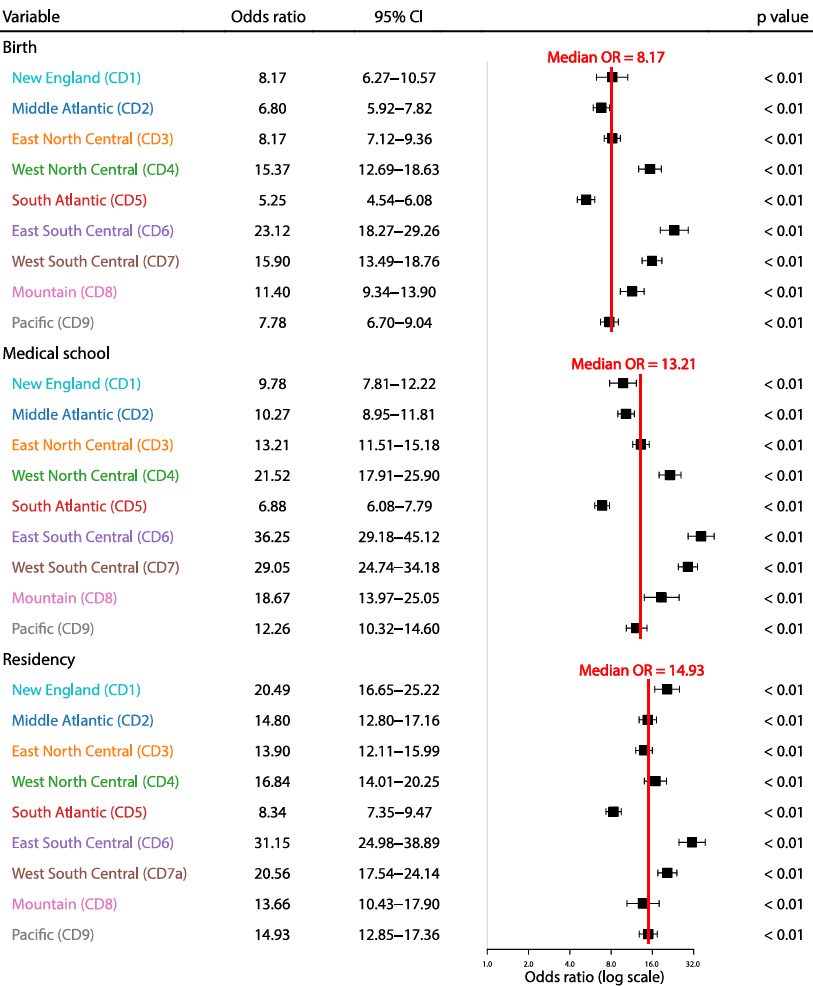 Variable Odds ratio 95% CI p value
Birth
Median OR = 8.17
New England (CD1) 8.17 6.27–10.57 < 0.01
Middle Atlantic (CD2) 6.80 5.92–7.82 < 0.01
East North Central (CD3) 8.17 7.12–9.36 < 0.01
West North Central (CD4) 15.37 12.69–18.63 < 0.01
South Atlantic (CD5) 5.25 4.54–6.08 < 0.01
East South Central (CD6) 23.12 18.27–29.26 < 0.01
West South Central (CD7) 15.90 13.49–18.76 < 0.01
Mountain (CD8) 11.40 9.34–13.90 < 0.01
Pacific (CD9) 7.78 6.70–9.04 < 0.01
Medical school
Median OR = 13.21
New England (CD1) 9.78 7.81–12.22 < 0.01
Middle Atlantic (CD2) 10.27 8.95–11.81 < 0.01
East North Central (CD3) 13.21 11.51–15.18 < 0.01
West North Central (CD4) 21.52 17.91–25.90 < 0.01
South Atlantic (CD5) 6.88 6.08–7.79 < 0.01
East South Central (CD6) 36.25 29.18–45.12 < 0.01
West South Central (CD7) 29.05 24.74–34.18 < 0.01
Mountain (CD8) 18.67 13.97–25.05 < 0.01
Pacific (CD9) 12.26 10.32–14.60 < 0.01
Residency
Median OR = 14.93
New England (CD1) 20.49 16.65–25.22 < 0.01
Middle Atlantic (CD2) 14.80 12.80–17.16 < 0.01
East North Central (CD3) 13.90 12.11–15.99 < 0.01
West North Central (CD4) 16.84 14.01–20.25 < 0.01
South Atlantic (CD5) 8.34 7.35–9.47 < 0.01
East South Central (CD6) 31.15 24.98–38.89 < 0.01
West South Central (CD7a) 20.56 17.54–24.14 < 0.01
Mountain (CD8) 13.66 10.43–17.90 < 0.01
Pacific (CD9) 14.93 12.85–17.36 < 0.01
1.0 2.0 4.0 8.0 16.0 32.0
Odds ratio (log scale)